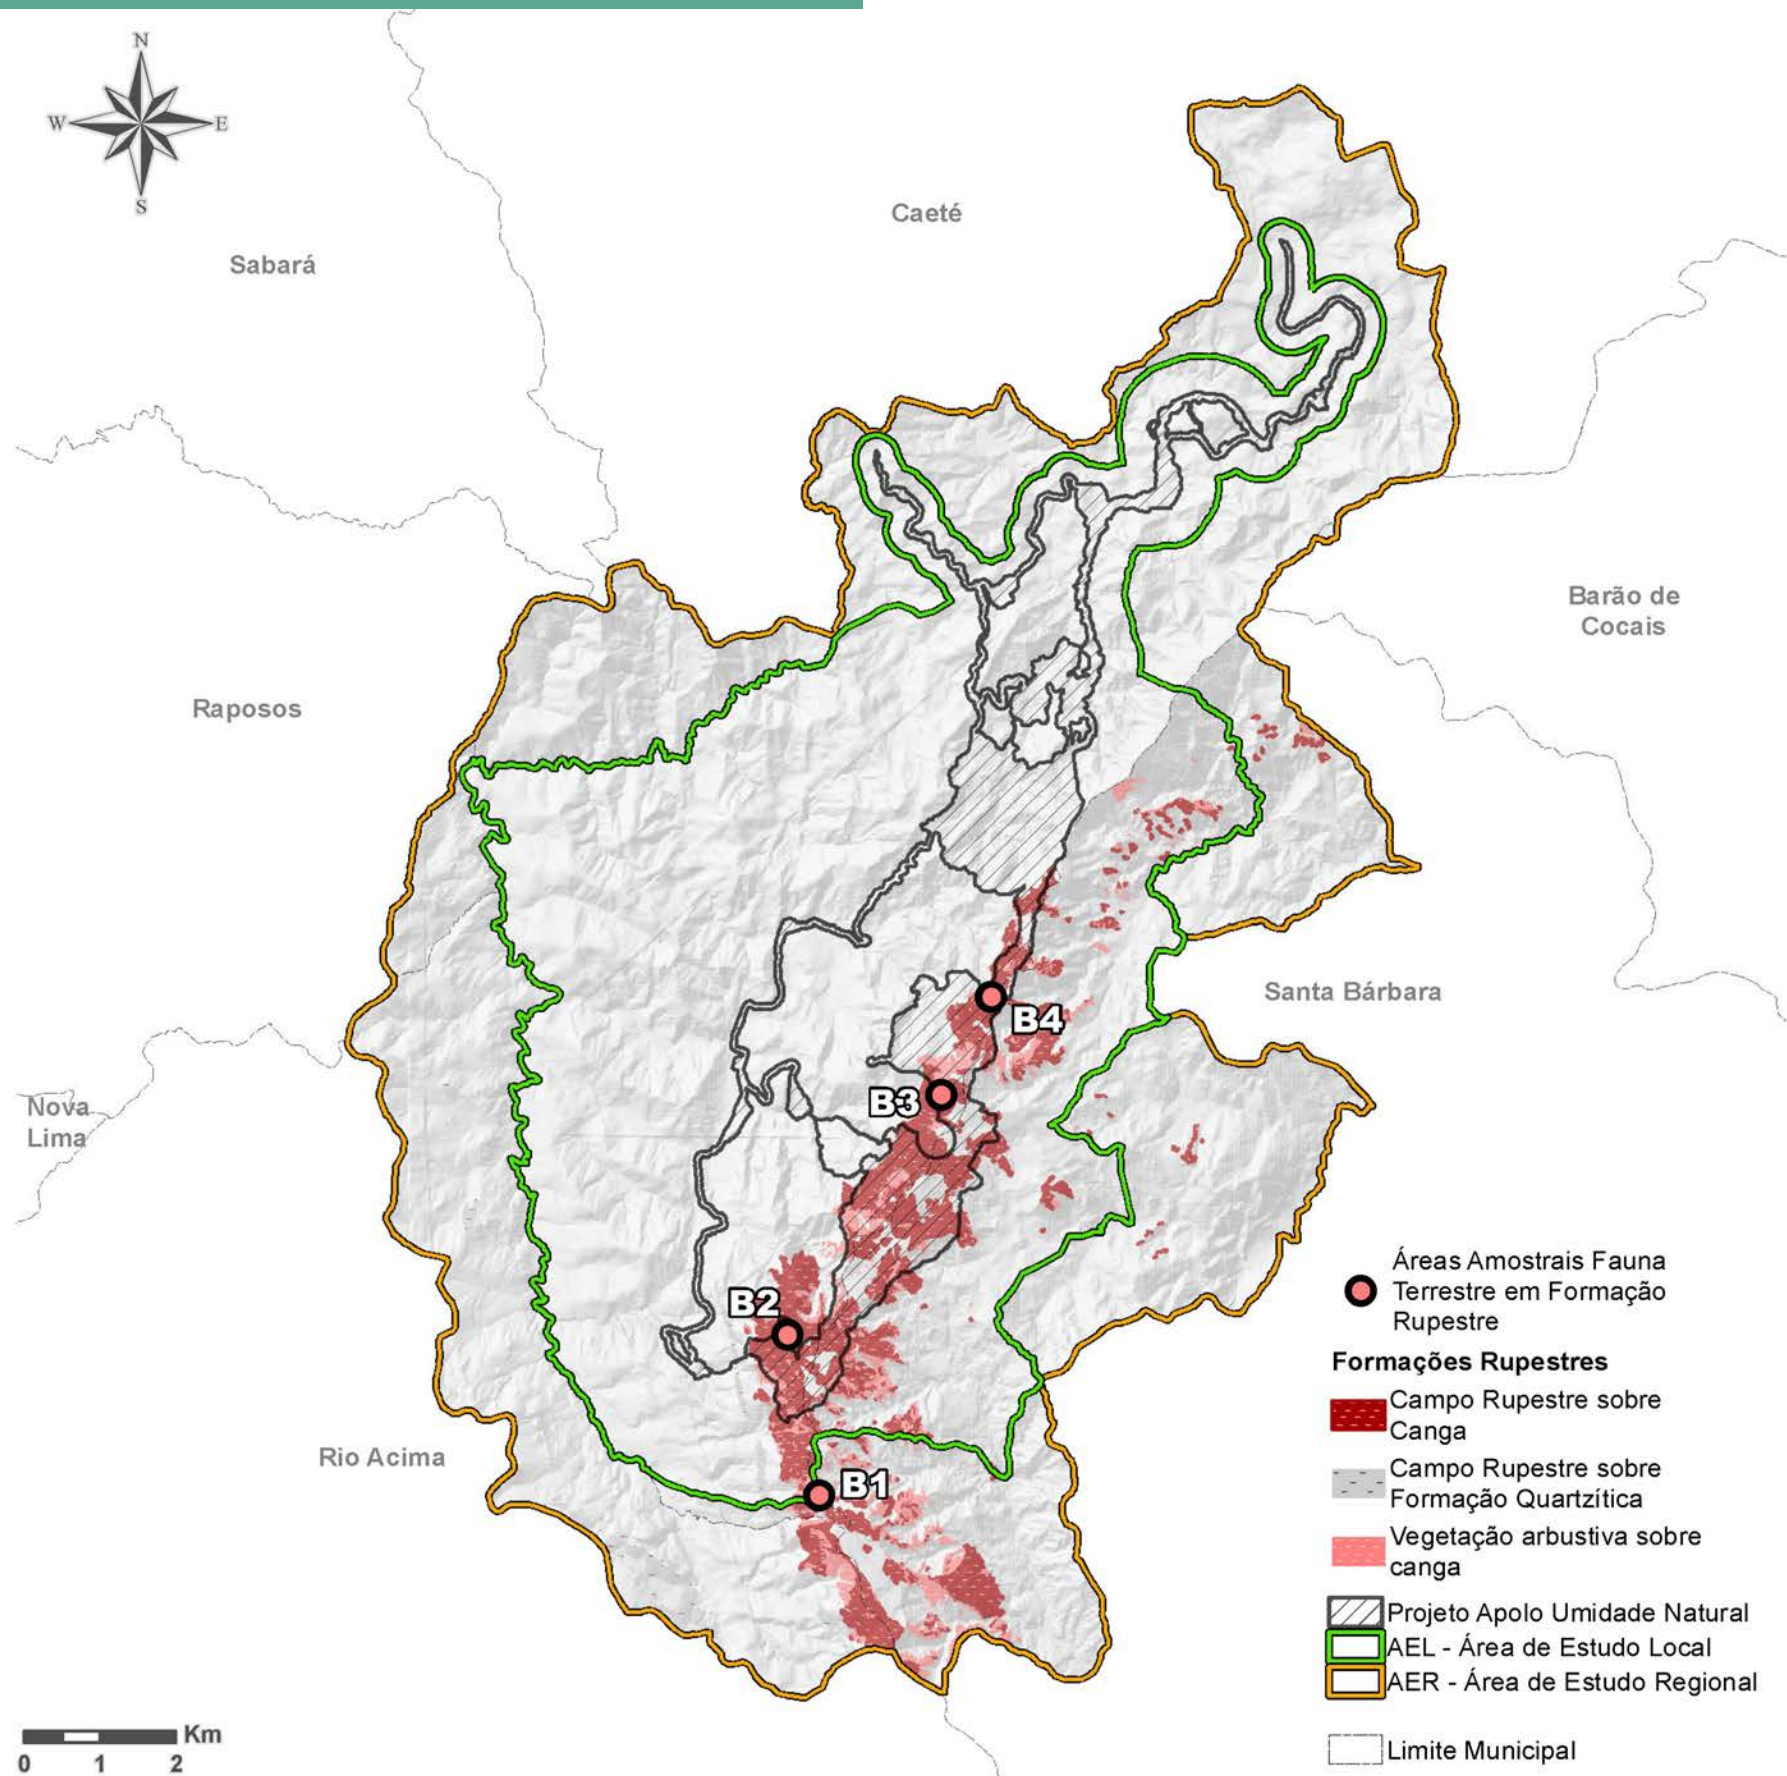 N
W
E
S
Caeté
Sabará
Barão de
Cocais
Raposos
Santa Bárbara
B4
B3
Nova
Lima
B2
Rio Acima
B1
Áreas Amostrais Fauna
Terrestre em Formação
Rupestre
Formações Rupestres
Campo Rupestre sobre
Canga
Campo Rupestre sobre
Formação Quartzítica
Vegetação arbustiva sobre
canga
Projeto Apolo Umidade Natural
AEL - Área de Estudo Local
AER - Área de Estudo Regional
Limite Municipal
Km
0 1 2